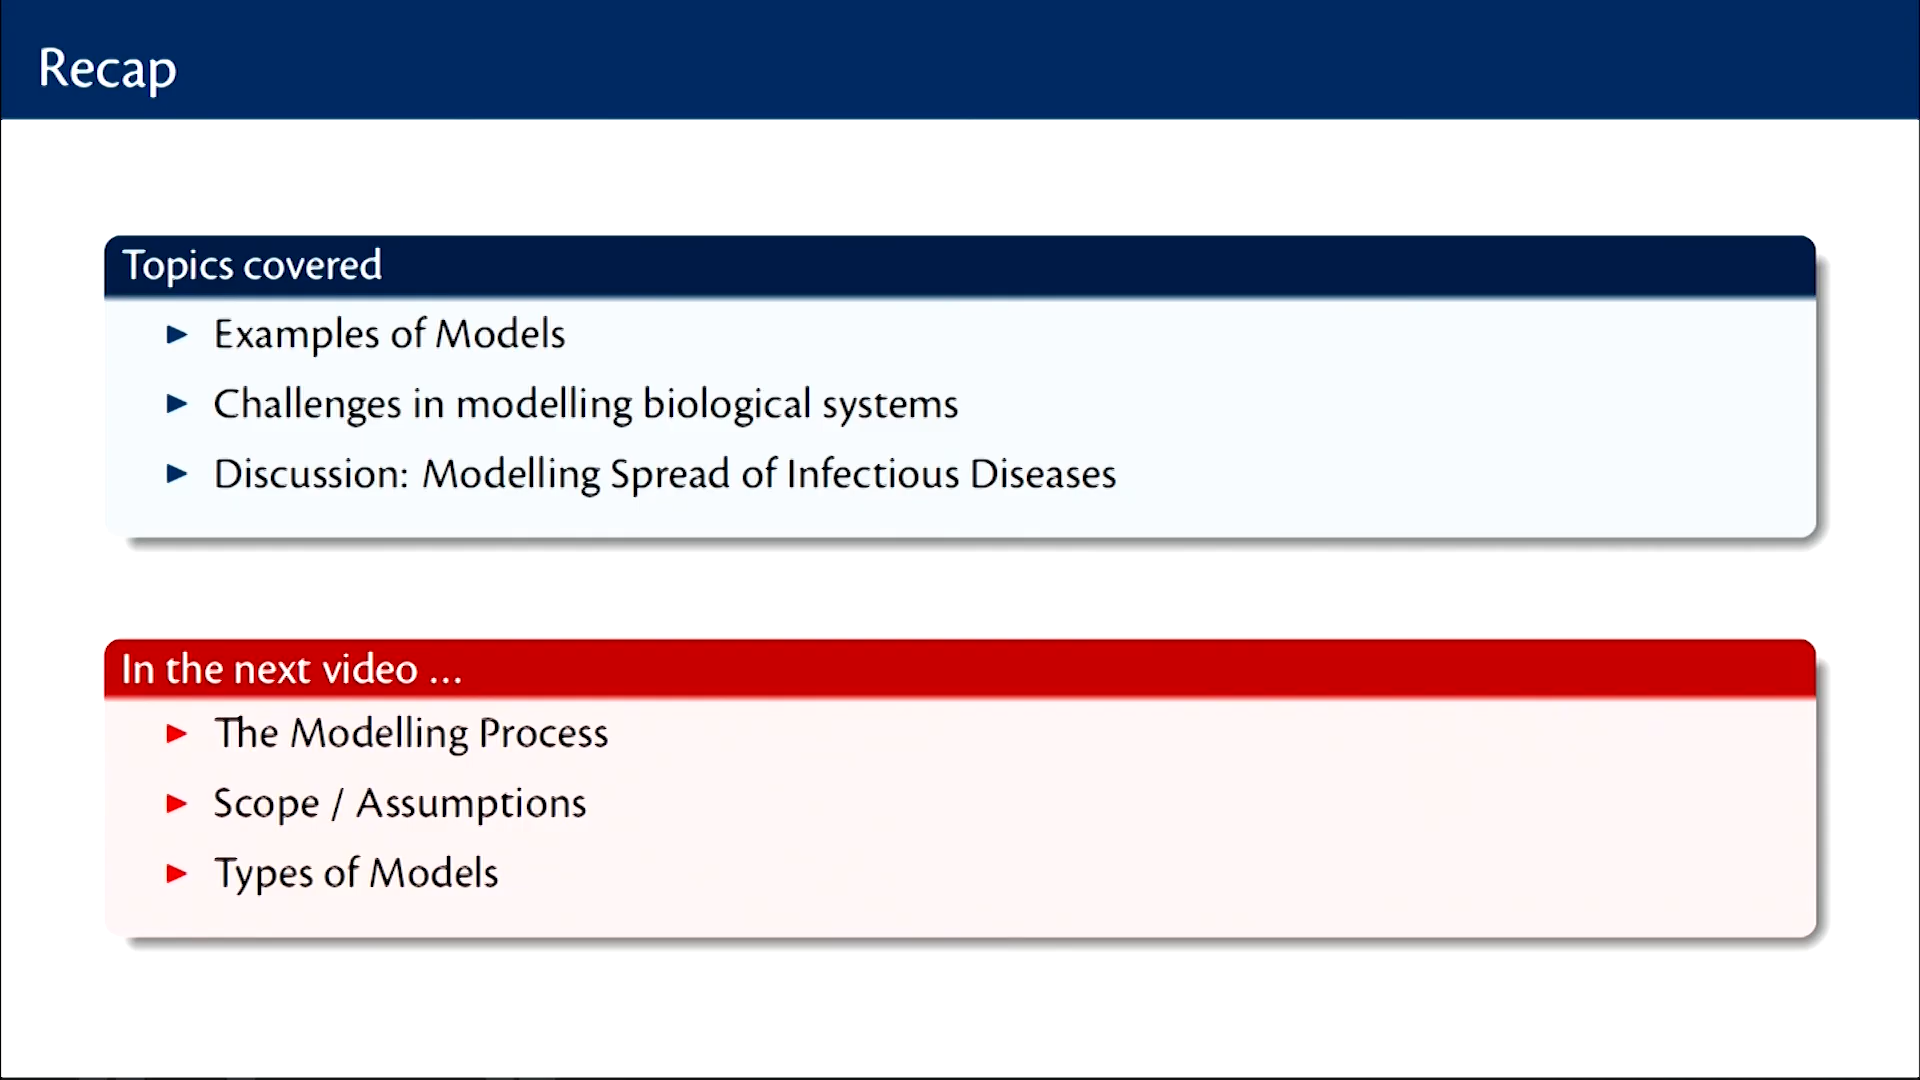 Recap
Topics covered
Examples of Models
Challenges in modelling biological systems
Discussion: Modelling Spread of Infectious Diseases
In the next video ...
The Modelling Process
Scope / Assumptions
Types of Models